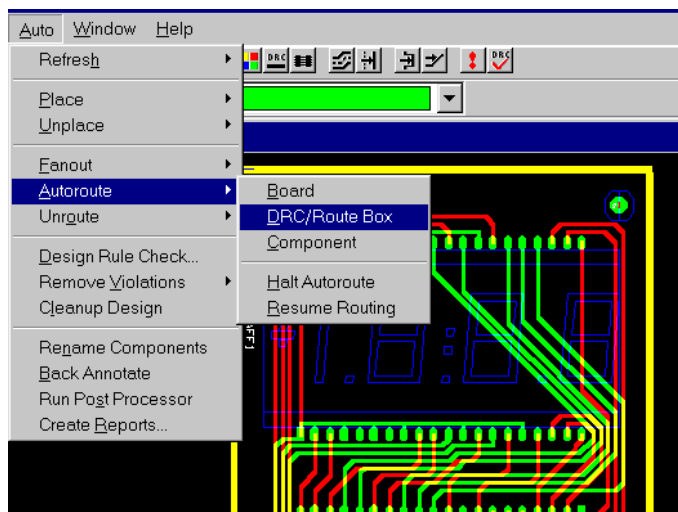 Auto Window Help
DRC
DRC
Refresh
Place
Unplace
Fanout
Autoroute
Unroute
Design Rule Check...
Remove Violations
Cleanup Design
Rename Components
Back Annotate
Run Post Processor
Create Reports...
Board
DRC/Route Box
Component
Halt Autoroute
Resume Routing